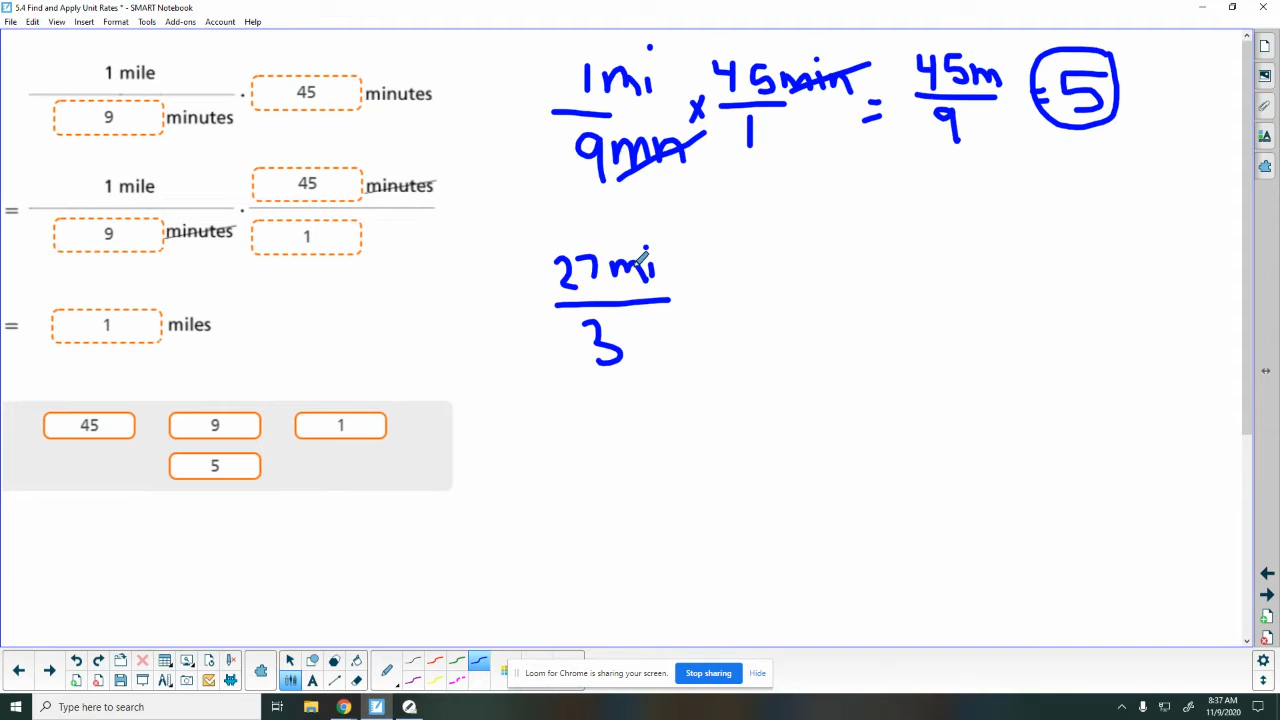 5.4 Find and Apply Unit Rates * - SMART Notebook
File Edit View Insert Format Tools Add-ons Account Help
1 mile
9 minutes
· 45 minutes
= 1 mile
9 minutes
· 45 minutes
1
= 1 miles
45 9 1
5
1mi
9mn
x 45min
1
= 45m
9
= 5
27mi
3
Loom for Chrome is sharing your screen. Stop sharing Hide
Type here to search
8:37 AM
11/9/2020